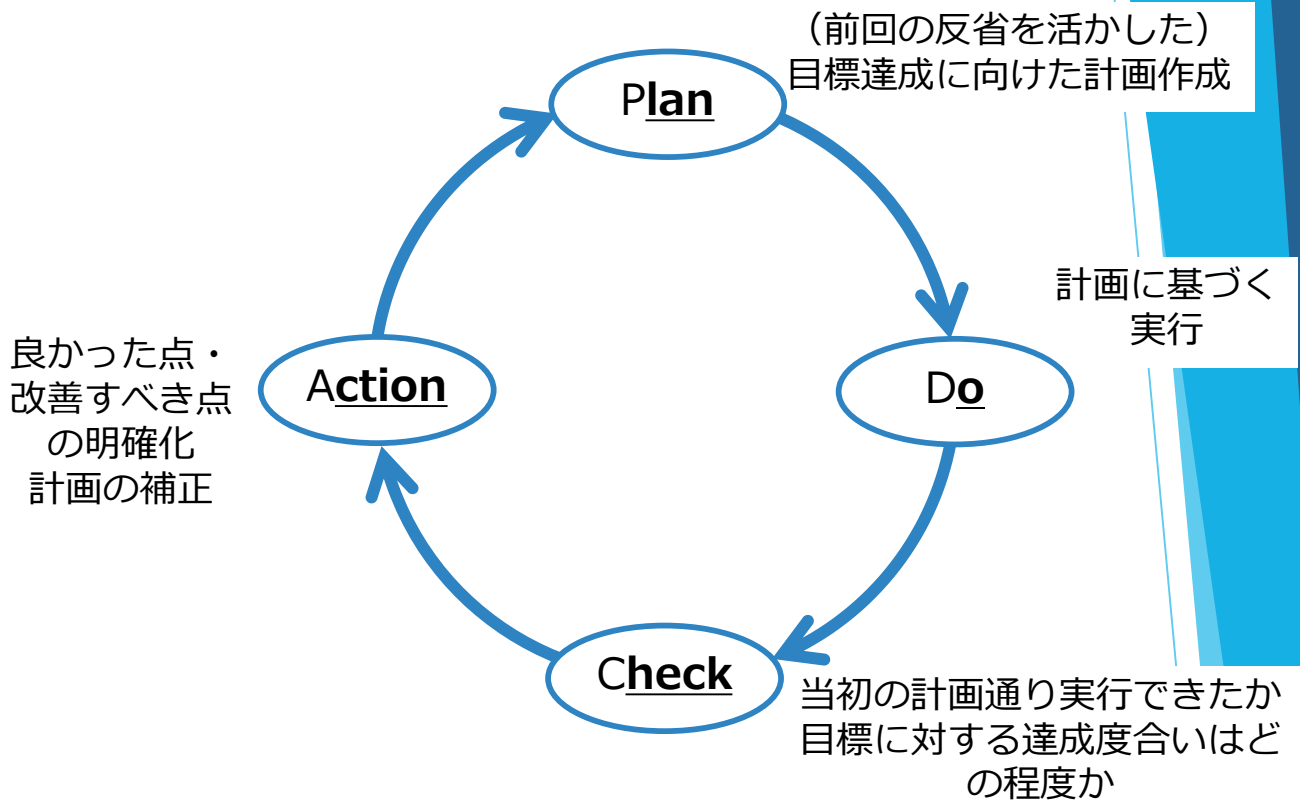 （前回の反省を活かした）
目標達成に向けた計画作成
Plan
計画に基づく
実行
Do
良かった点・
改善すべき点
の明確化
計画の補正
Action
Check
当初の計画通り実行できたか
目標に対する達成度合いはど
の程度か